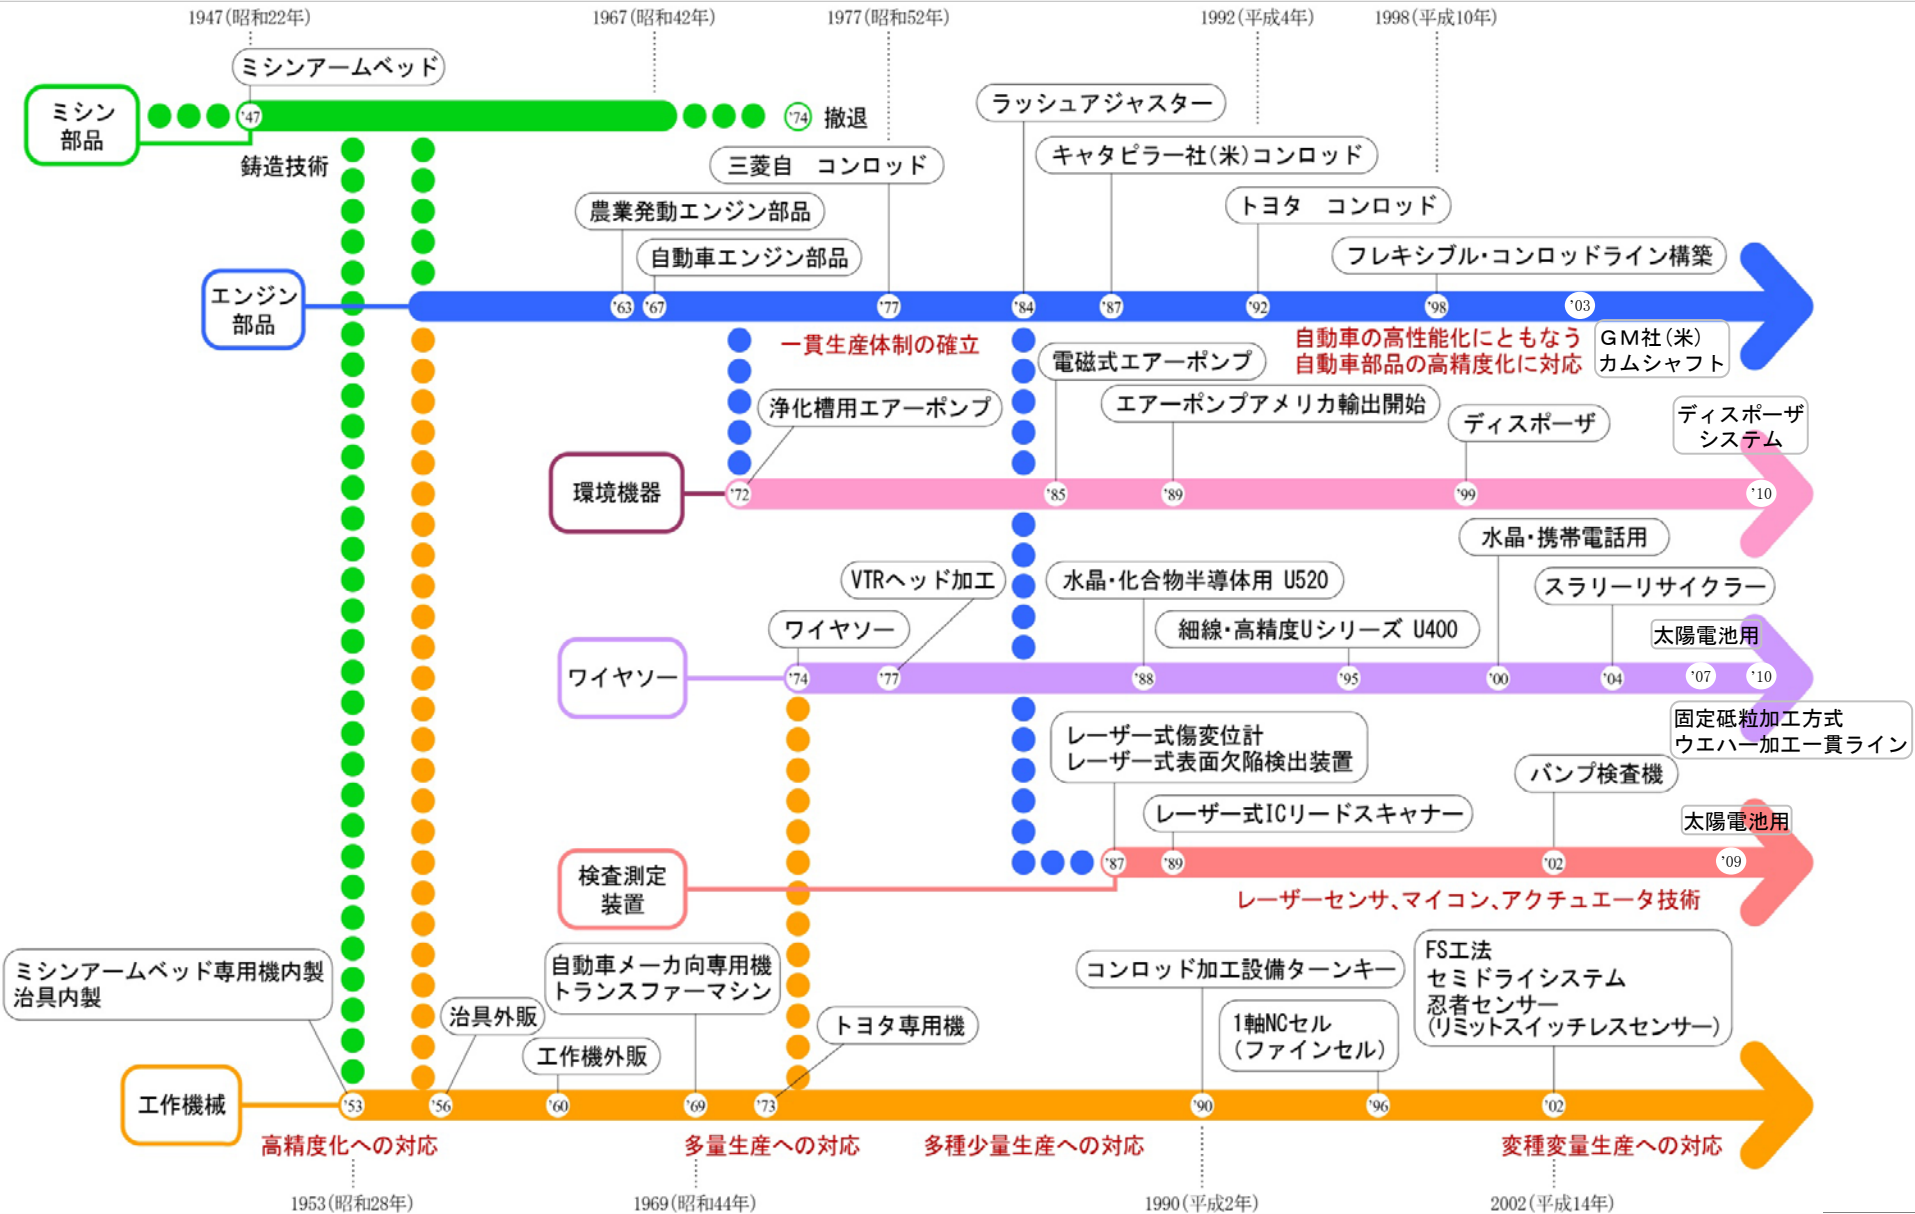 1947(昭和22年)
1967(昭和42年)
1977(昭和52年)
1992(平成4年)
1998(平成10年)
ミシンアームベッド
ミシン
部品
'47
'74
撤退
鋳造技術
ラッシュアジャスター
三菱自　コンロッド
キャタピラー社(米)コンロッド
農業発動エンジン部品
トヨタ　コンロッド
自動車エンジン部品
フレキシブル・コンロッドライン構築
エンジン
部品
'63
'67
'77
'84
'87
'92
'98
'03
一貫生産体制の確立
自動車の高性能化にともなう
自動車部品の高精度化に対応
GM社(米)
カムシャフト
電磁式エアーポンプ
浄化槽用エアーポンプ
エアーポンプアメリカ輸出開始
ディスポーザ
ディスポーザ
システム
環境機器
'72
'85
'89
'99
'10
水晶・携帯電話用
VTRヘッド加工
水晶・化合物半導体用 U520
スラリーリサイクラー
ワイヤソー
細線・高精度Uシリーズ U400
太陽電池用
ワイヤソー
'74
'77
'88
'95
'00
'04
'07
'10
固定砥粒加工方式
ウエハー加工一貫ライン
レーザー式傷変位計
レーザー式表面欠陥検出装置
バンプ検査機
レーザー式ICリードスキャナー
太陽電池用
検査測定
装置
'87
'89
'02
'09
レーザーセンサ、マイコン、アクチュエータ技術
ミシンアームベッド専用機内製
治具内製
治具外販
工作機外販
自動車メーカ向専用機
トランスファーマシン
トヨタ専用機
コンロッド加工設備ターンキー
1軸NCセル
(ファインセル)
FS工法
セミドライシステム
忍者センサー
(リミットスイッチレスセンサー)
工作機械
'53
'56
'60
'69
'73
'90
'96
'02
高精度化への対応
多量生産への対応
多種少量生産への対応
変種変量生産への対応
1953(昭和28年)
1969(昭和44年)
1990(平成2年)
2002(平成14年)